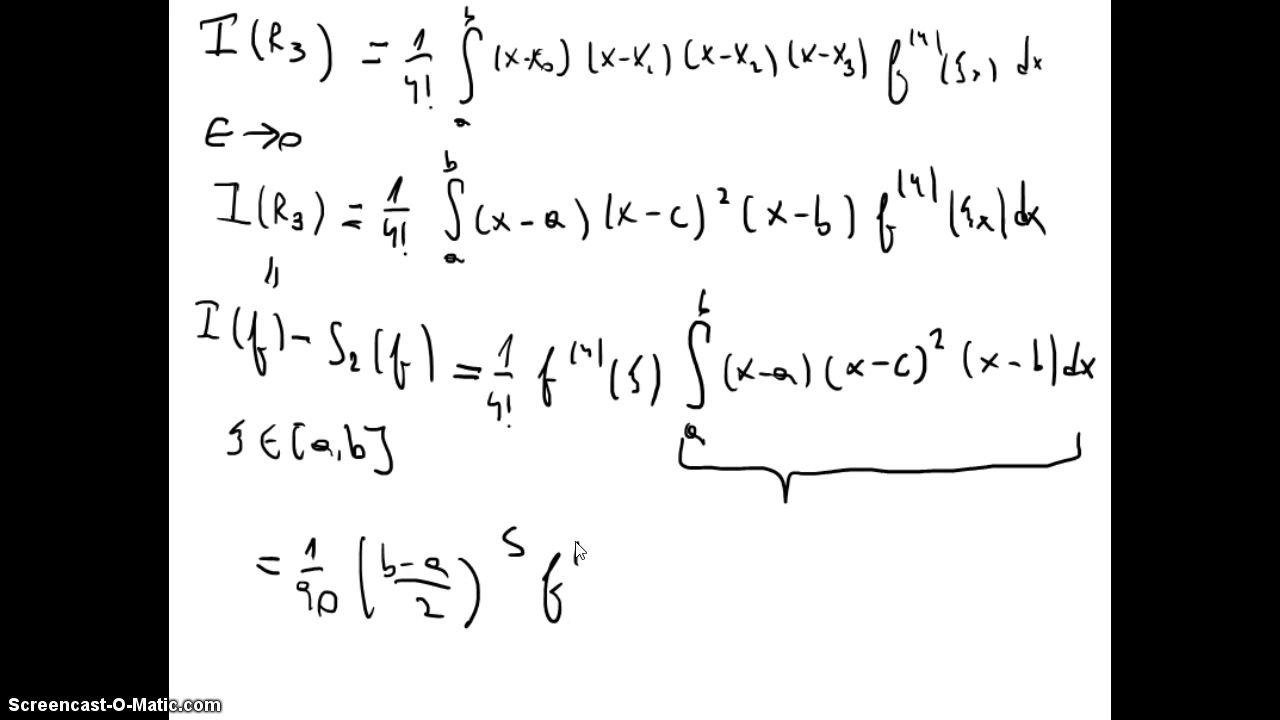 I(R₃) = 1/4! ∫ₐᵇ (x-x₀) (x-x₁) (x-x₂) (x-x₃) f⁽⁴⁾(ξₓ) dx
ε→0
I(R₃) = 1/4! ∫ₐᵇ (x-a) (x-c)² (x-b) f⁽⁴⁾(ξₓ) dx
=
I(f) - S₂(f) = 1/4! f⁽⁴⁾(ξ) ∫ₐᵇ (x-a) (x-c)² (x-b) dx
ξ ∈ [a,b]
= 1/90 ((b-a)/2)⁵ f
Screencast-O-Matic.com